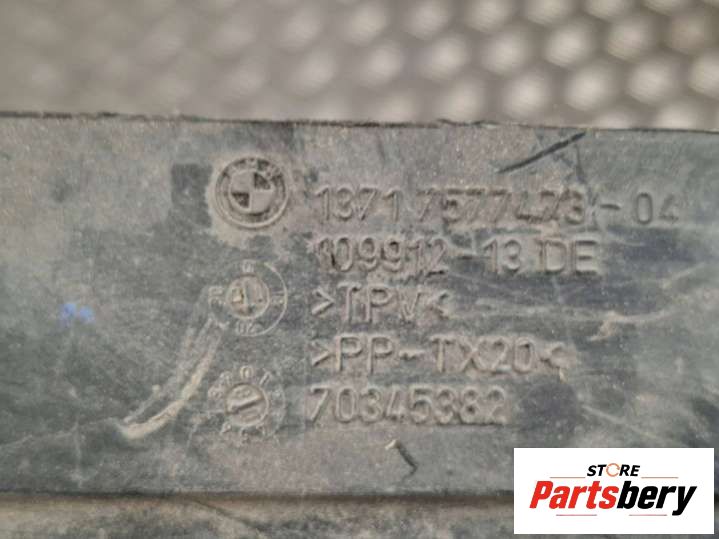 1371 7577473-04
109912-13 DE
>TPV<
>PP-TX20<
70345382
STORE
Partsbery